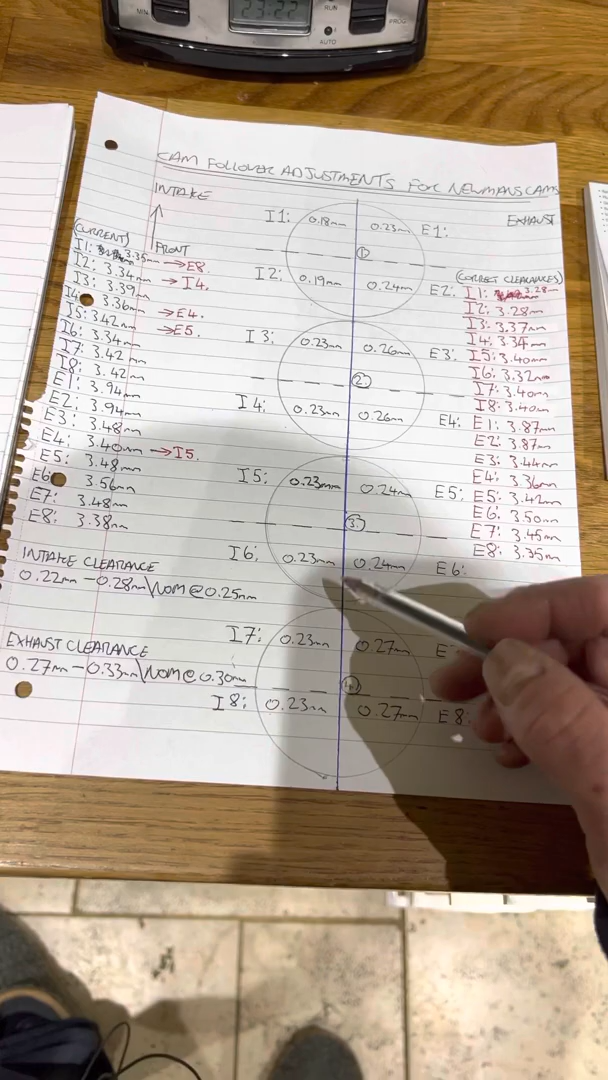 23:22
MIN
RUN
AUTO
PROG
CAM FOLLOWER ADJUSTMENTS FOR NEWMAN CAMS
INTAKE
EXHAUST
FRONT
(CURRENT)
I1: 3.35mm → E8.
I2: 3.34mm → I4.
I3: 3.39mm
I4: 3.36mm → E4.
I5: 3.42mm → E5.
I6: 3.34mm
I7: 3.42mm
I8: 3.42mm
E1: 3.94mm
E2: 3.94mm
E3: 3.48mm
E4: 3.40mm → I5.
E5: 3.48mm
E6: 3.56mm
E7: 3.48mm
E8: 3.38mm
INTAKE CLEARANCE
0.22mm - 0.28mm\NOM @ 0.25mm
EXHAUST CLEARANCE
0.27mm - 0.33mm\NOM @ 0.30mm
I1: 0.18mm 0.23mm E1:
1
I2: 0.19mm 0.24mm E2:
I3: 0.23mm 0.26mm E3:
2
I4: 0.23mm 0.26mm E4:
I5: 0.23mm 0.24mm E5:
3.
I6: 0.23mm 0.24mm E6:
I7: 0.23mm 0.27mm E
4.
I8: 0.23mm 0.27mm E8:
(CORRECT CLEARANCES)
I1: 3.28mm
I2: 3.28mm
I3: 3.37mm
I4: 3.34mm
I5: 3.40mm
I6: 3.32mm
I7: 3.40mm
I8: 3.40mm
E1: 3.87mm
E2: 3.87mm
E3: 3.44mm
E4: 3.36mm
E5: 3.42mm
E6: 3.50mm
E7: 3.45mm
E8: 3.35mm